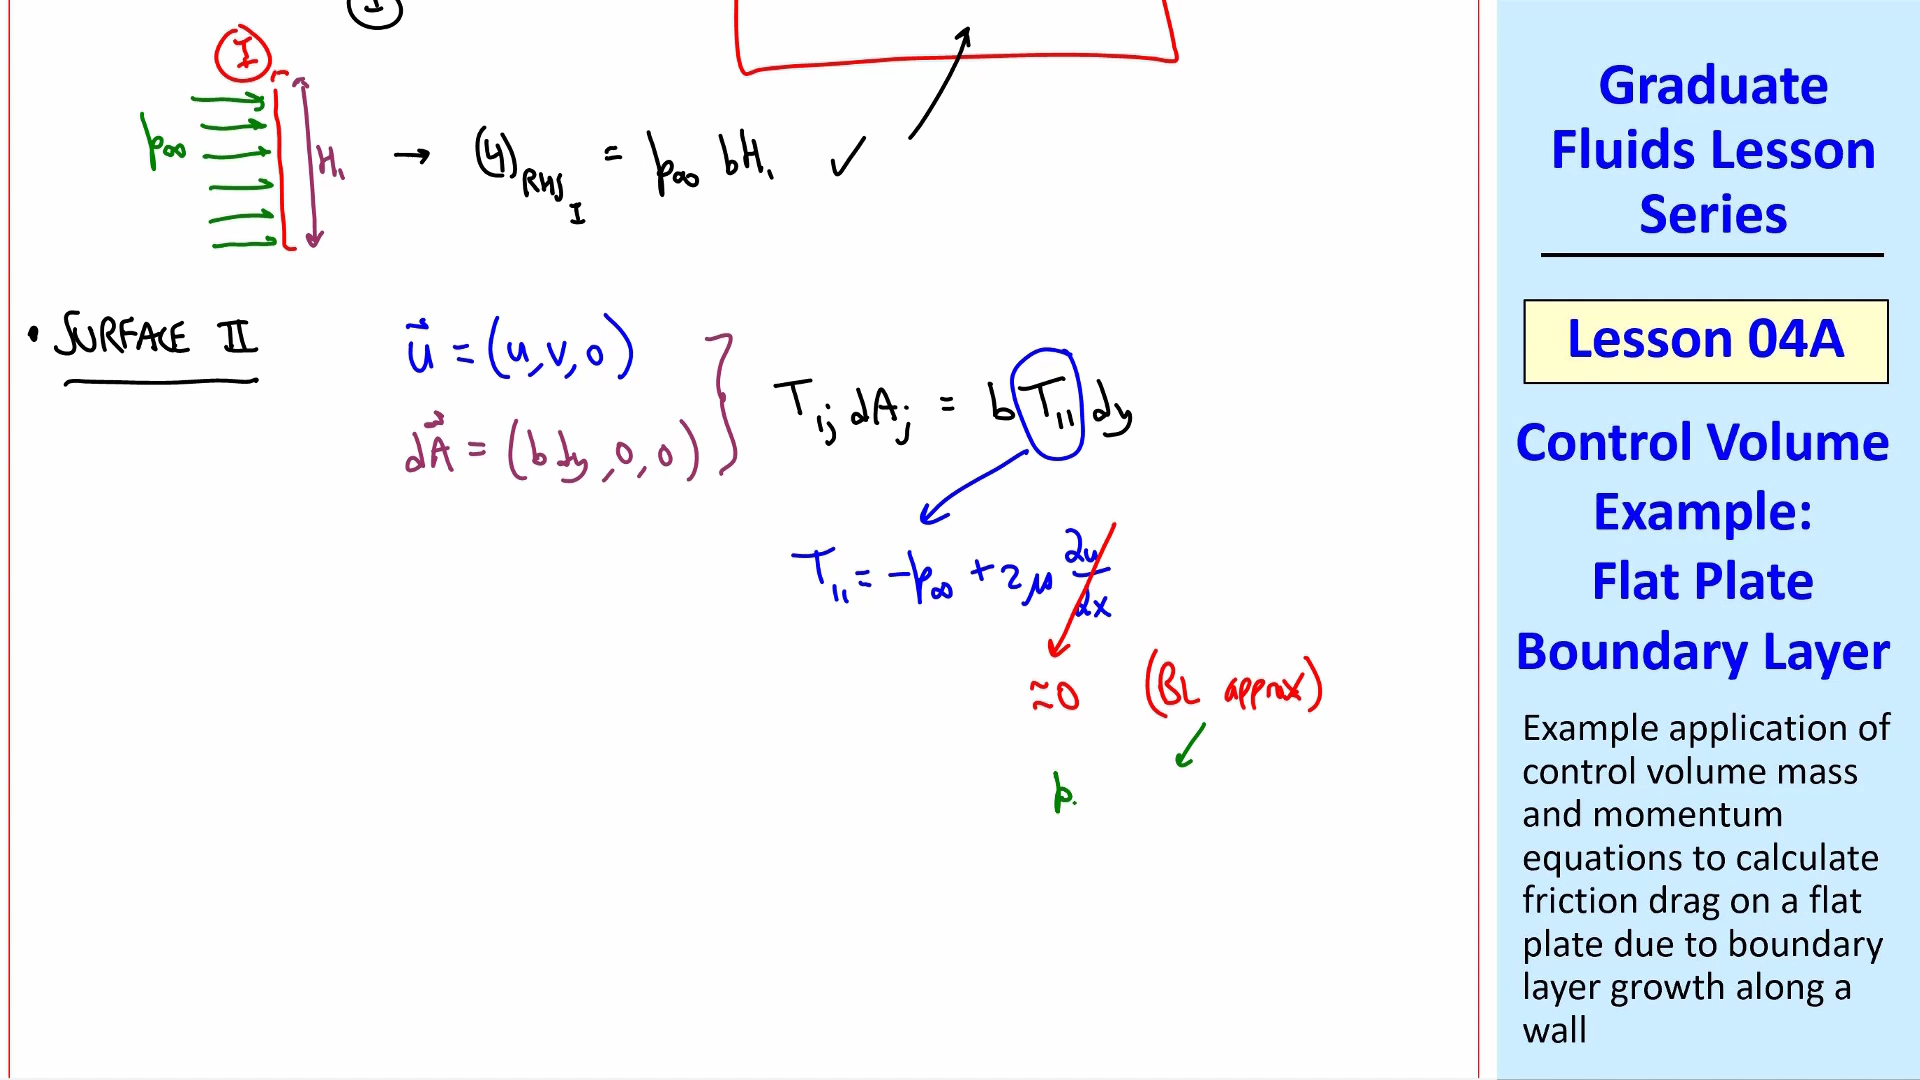 I
I
p∞
H₁
→ (4)RHS I = p∞ bH₁ ✓
• SURFACE II
u⃗ = (u, v, 0)
dA⃗ = (b dy, 0, 0)
T₁ⱼ dAⱼ = b T₁₁ dy
T₁₁ = -p∞ + 2μ ∂u/∂x
≈0 (BL approx)
p.
Graduate
Fluids Lesson
Series
Lesson 04A
Control Volume
Example:
Flat Plate
Boundary Layer
Example application of
control volume mass
and momentum
equations to calculate
friction drag on a flat
plate due to boundary
layer growth along a
wall